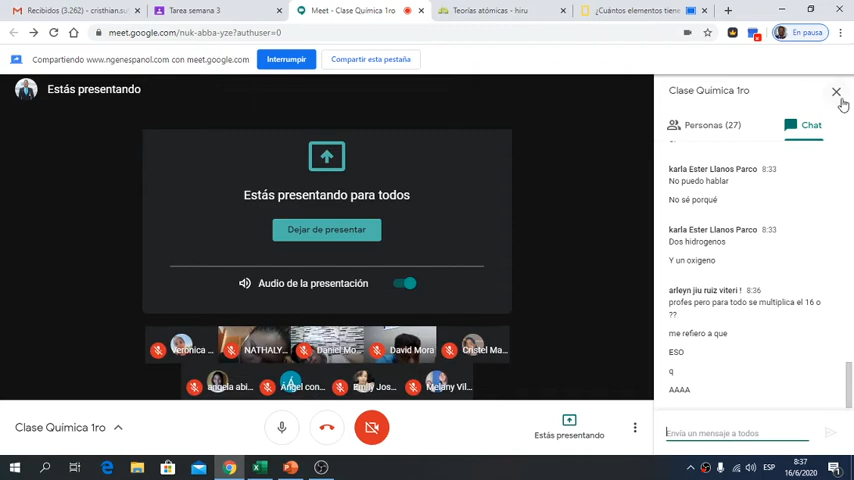 Recibidos (3.262) - cristhian.sut
Tarea semana 3
Meet - Clase Química 1ro
Teorías atómicas - hiru
¿Cuántos elementos tiene
meet.google.com/nuk-abba-yze?authuser=0
En pausa
Compartiendo www.ngenespanol.com con meet.google.com
Interrumpir
Compartir esta pestaña
Estás presentando
Clase Química 1ro
Personas (27)
Chat
Estás presentando para todos
Dejar de presentar
Audio de la presentación
karla Ester Llanos Parco 8:33
No puedo hablar
No sé porqué
karla Ester Llanos Parco 8:33
Dos hidrogenos
Y un oxigeno
arleyn jiu ruiz viteri ! 8:36
profes pero para todo se multiplica el 16 o
??
me refiero a que
ESO
q
AAAA
Verónica ...
NATHALY...
Daniel Mo...
David Mora
Cristel Ma...
angela abi...
Ángel con...
Emily Jos...
Melany Vil...
Clase Química 1ro
Estás presentando
Envía un mensaje a todos
ESP
8:37
16/6/2020